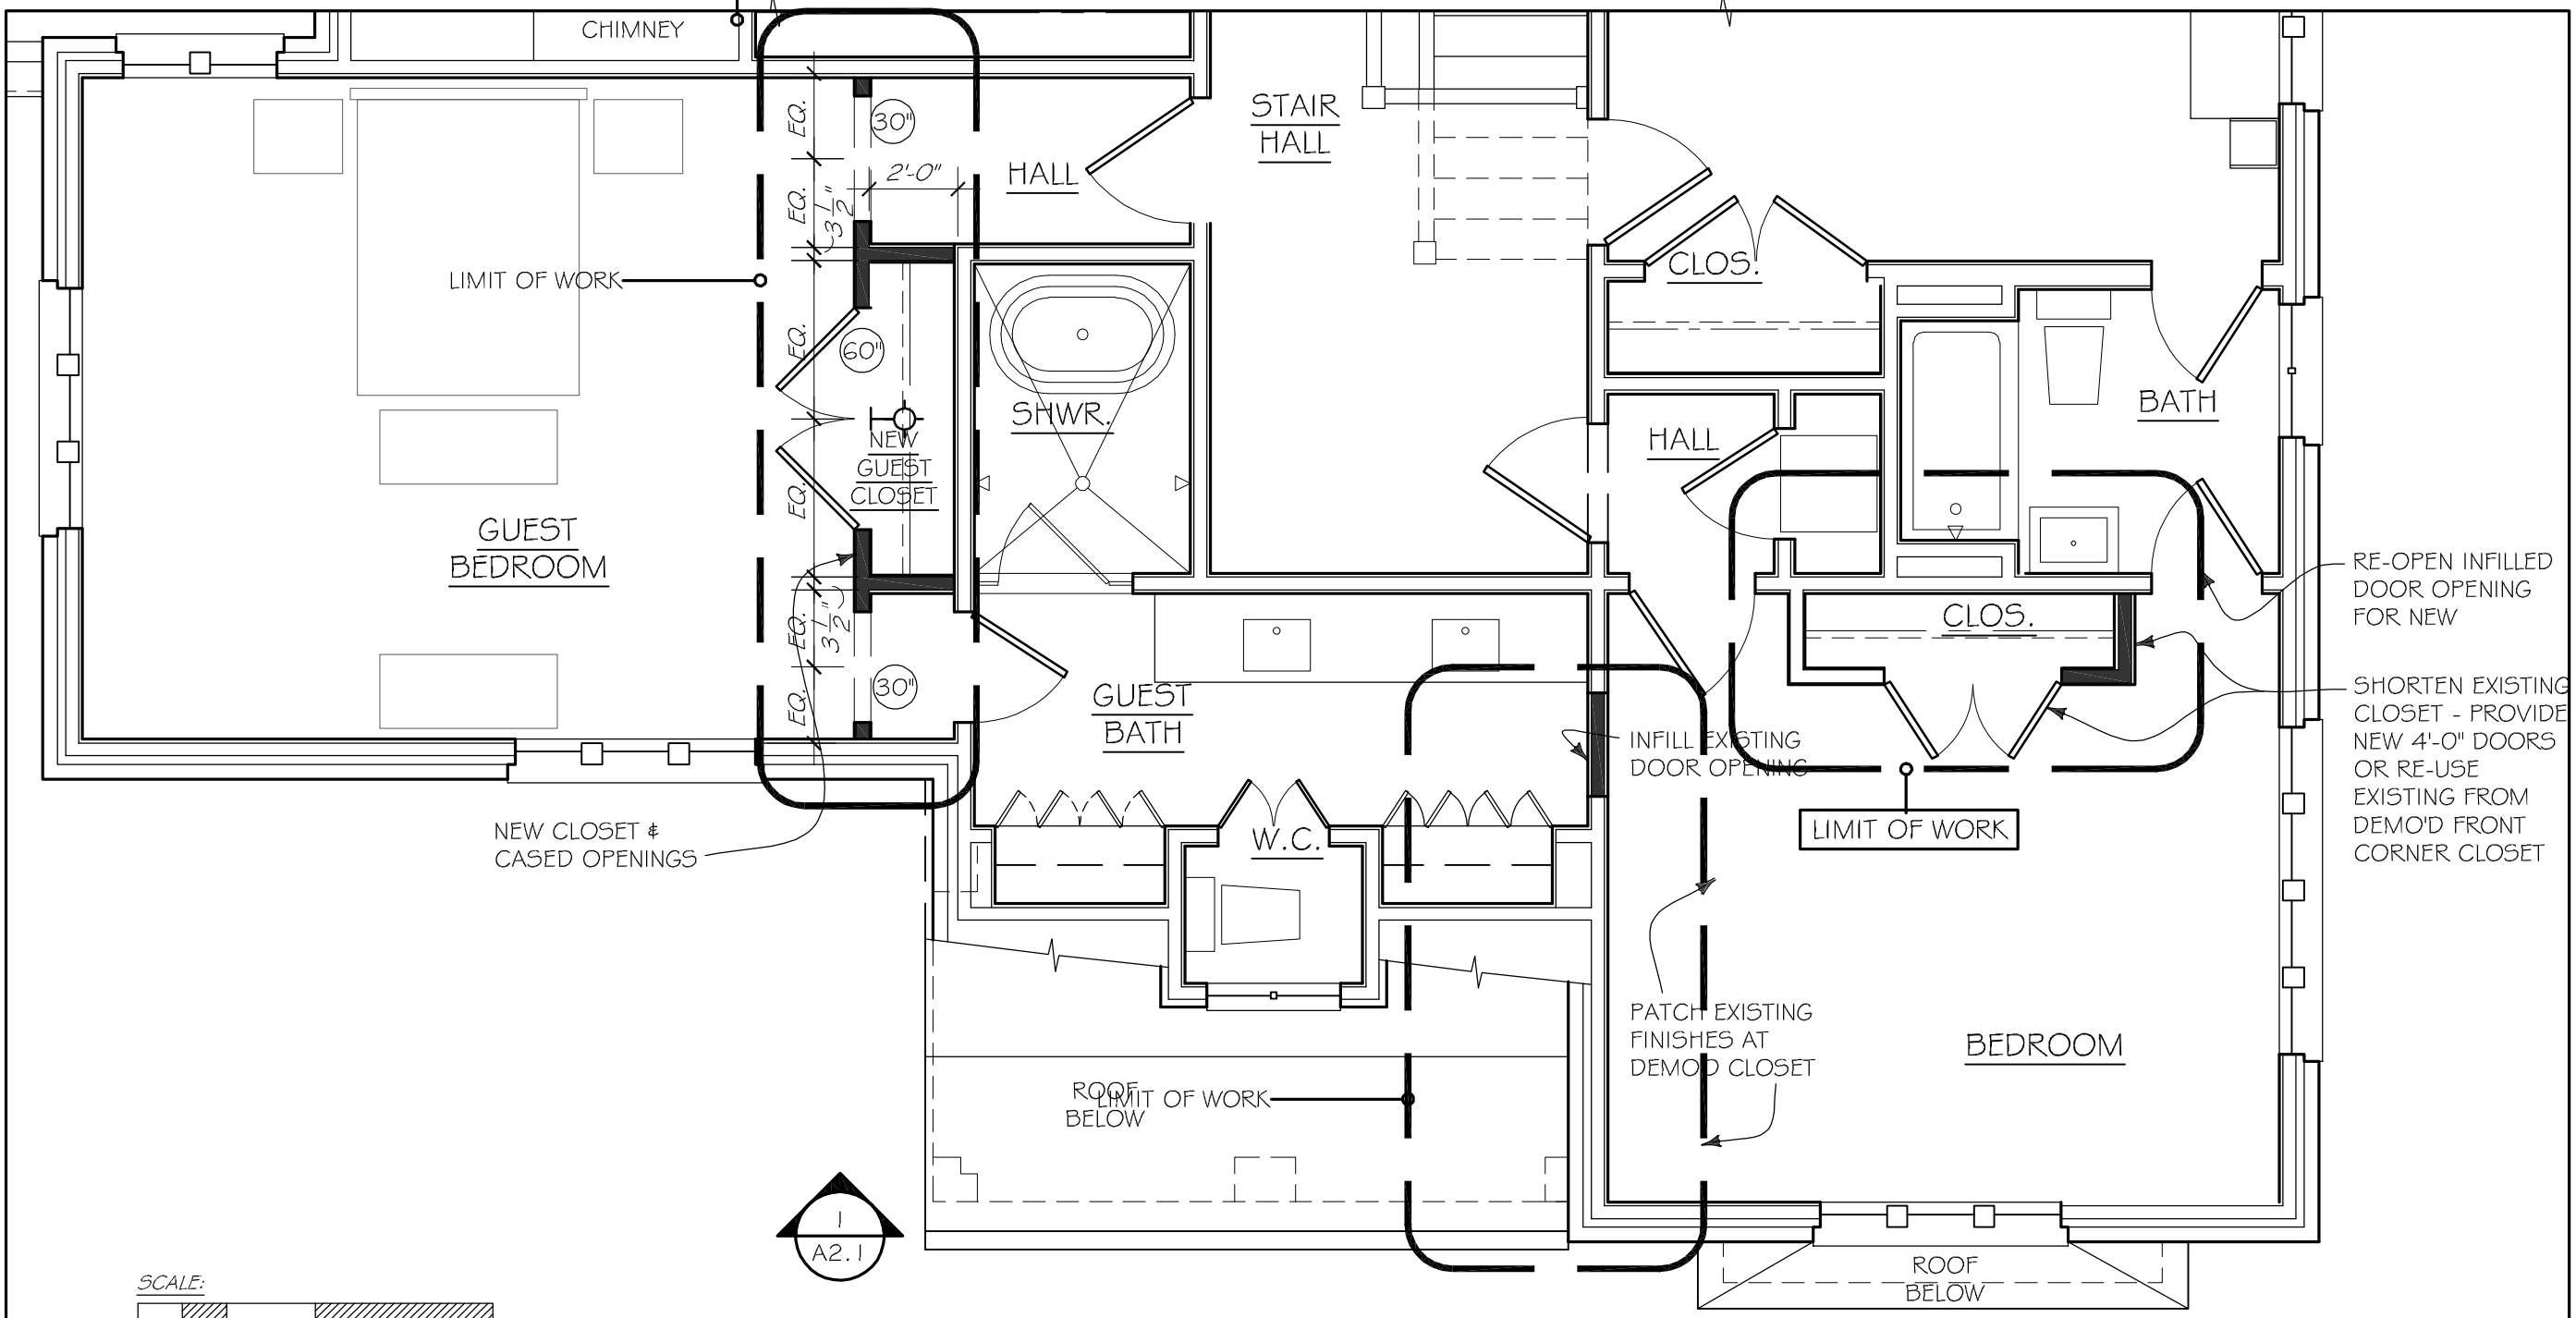 CHIMNEY
EQ.
30"
STAIR
HALL
2'-0"
HALL
EQ.
3 1/2"
CLOS.
LIMIT OF WORK
EQ.
60"
SHWR.
BATH
NEW
GUEST
CLOSET
HALL
EQ.
GUEST
BEDROOM
RE-OPEN INFILLED
DOOR OPENING
FOR NEW
CLOS.
EQ.
3 1/2"
30"
EQ.
GUEST
BATH
SHORTEN EXISTING
CLOSET - PROVIDE
NEW 4'-0" DOORS
OR RE-USE
EXISTING FROM
DEMO'D FRONT
CORNER CLOSET
INFILL EXISTING
DOOR OPENING
NEW CLOSET &
CASED OPENINGS
W.C.
LIMIT OF WORK
PATCH EXISTING
FINISHES AT
DEMO'D CLOSET
BEDROOM
ROOF
BELOW
LIMIT OF WORK
1
A2.1
ROOF
BELOW
SCALE: